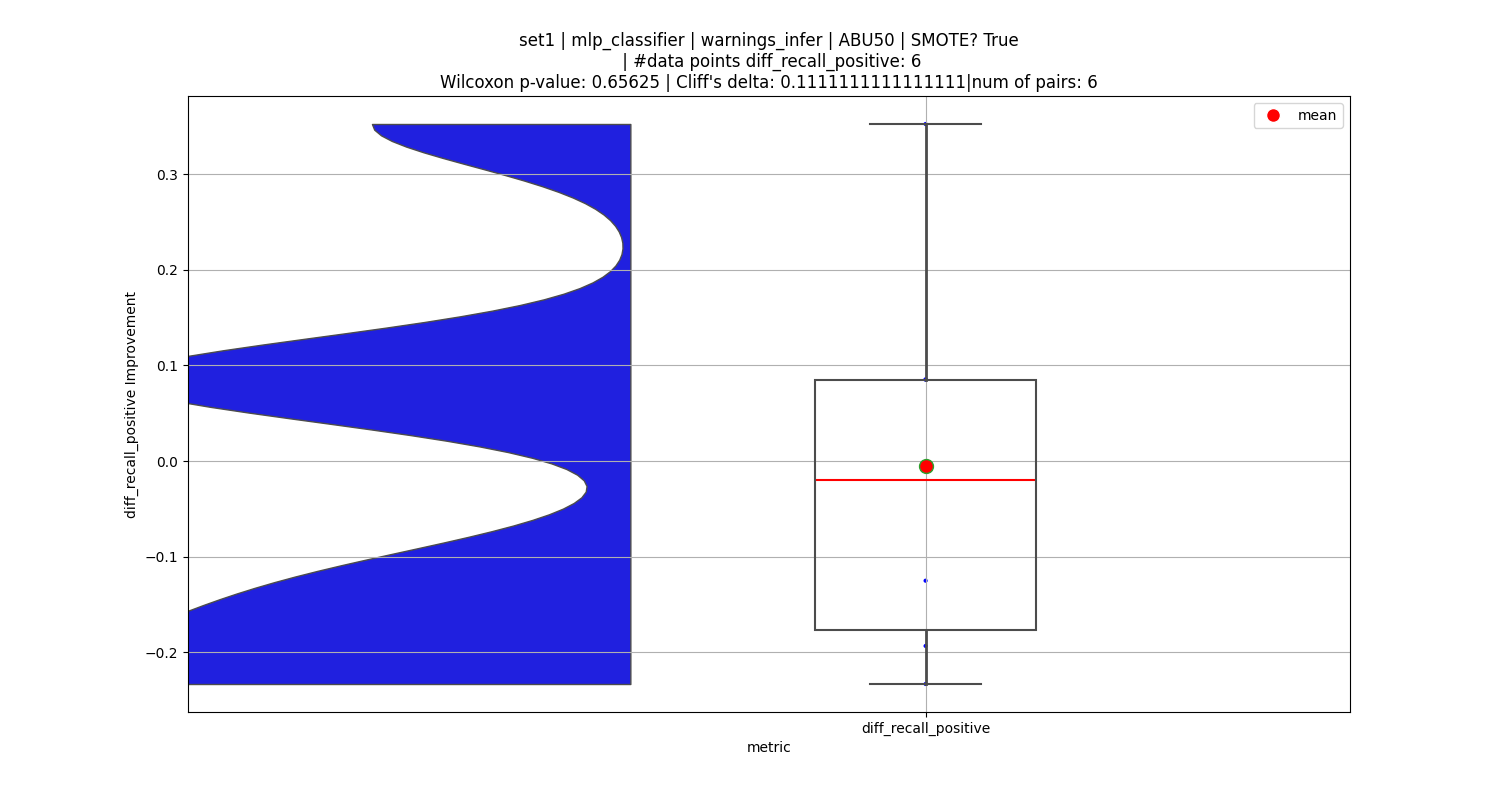 set1 | mlp_classifier | warnings_infer | ABU50 | SMOTE? True
| #data points diff_recall_positive: 6
Wilcoxon p-value: 0.65625 | Cliff's delta: 0.1111111111111111|num of pairs: 6
mean
0.3
0.2
0.1
0.0
−0.1
−0.2
diff_recall_positive Improvement
diff_recall_positive
metric